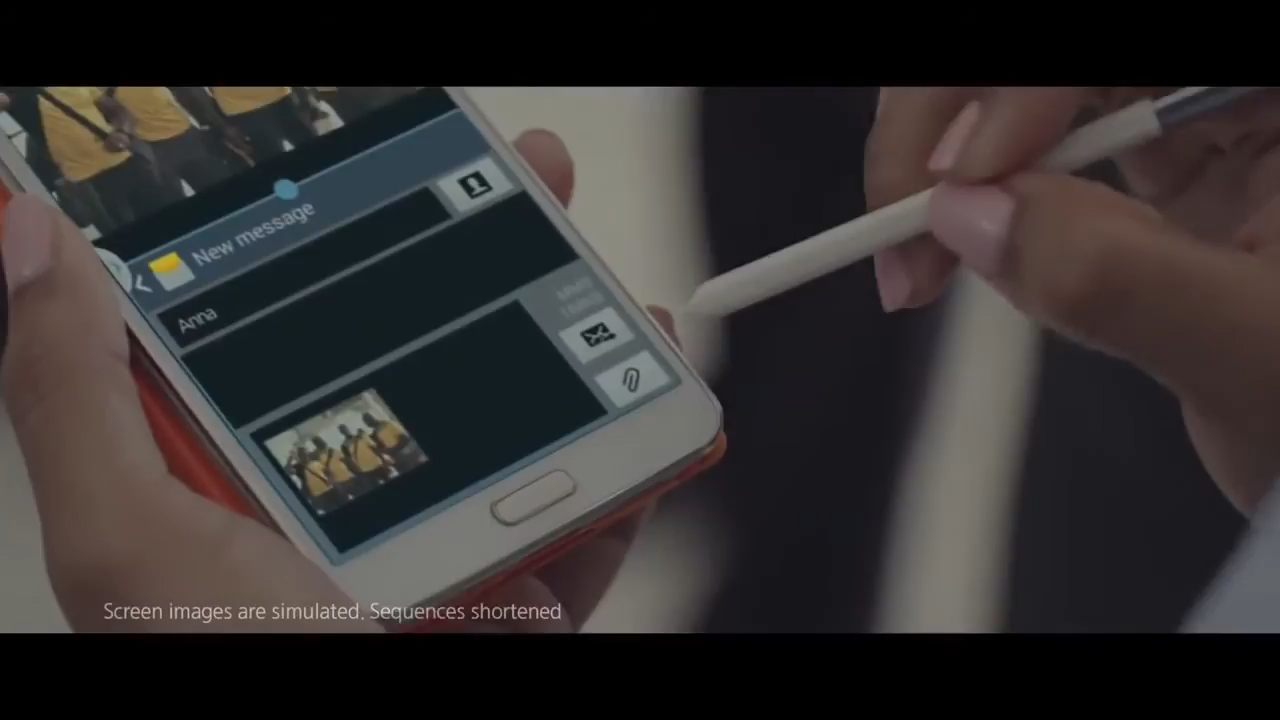 New message
Anna
Screen images are simulated. Sequences shortened